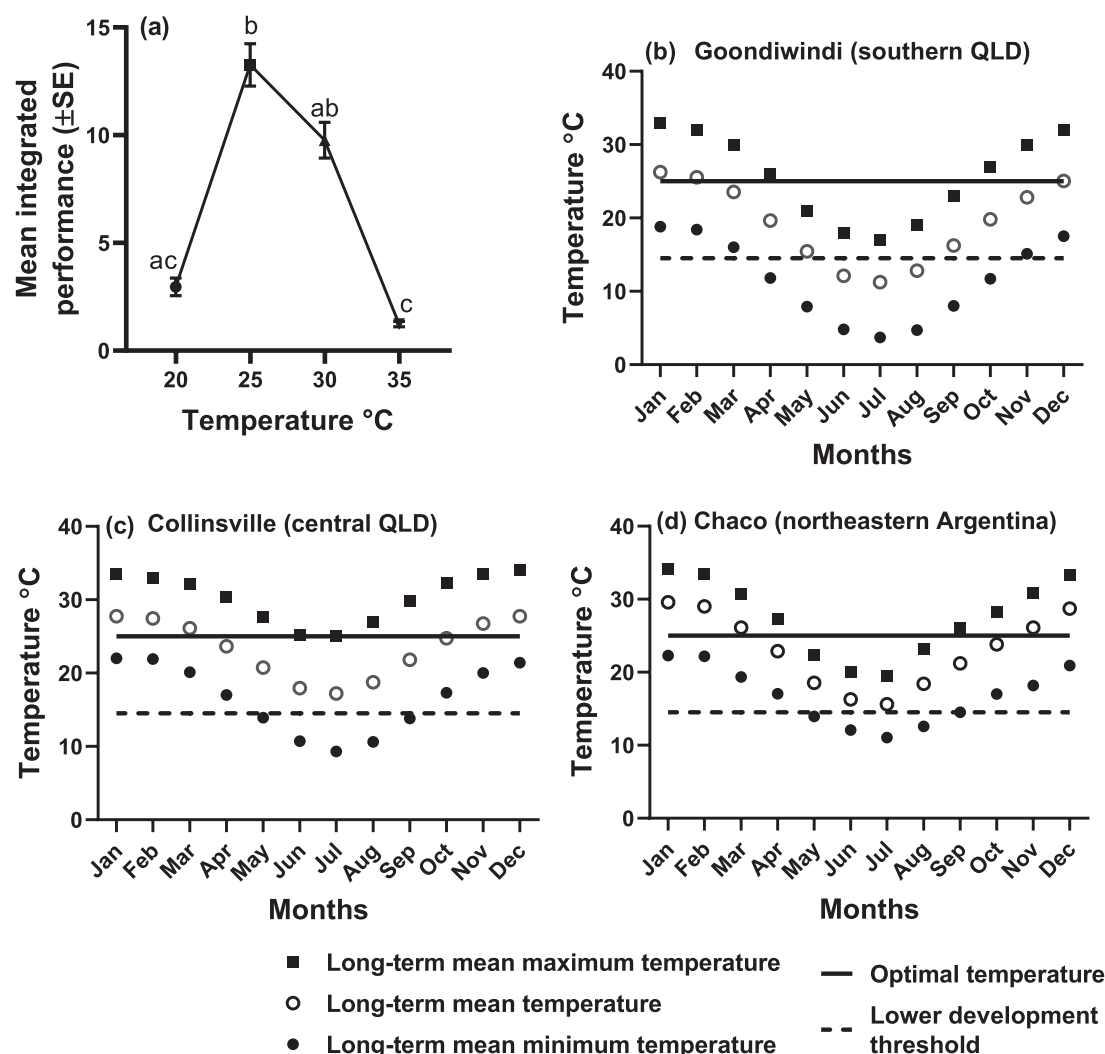 (a)
Mean integrated
performance (±SE)
15
10
5
0
ac
b
ab
c
20 25 30 35
Temperature °C
(b) Goondiwindi (southern QLD)
Temperature °C
40
30
20
10
0
Jan Feb Mar Apr May Jun Jul Aug Sep Oct Nov Dec
Months
(c) Collinsville (central QLD)
Temperature °C
40
30
20
10
0
Jan Feb Mar Apr May Jun Jul Aug Sep Oct Nov Dec
Months
(d) Chaco (northeastern Argentina)
Temperature °C
40
30
20
10
0
Jan Feb Mar Apr May Jun Jul Aug Sep Oct Nov Dec
Months
Long-term mean maximum temperature
Long-term mean temperature
Long-term mean minimum temperature
Optimal temperature
Lower development
threshold